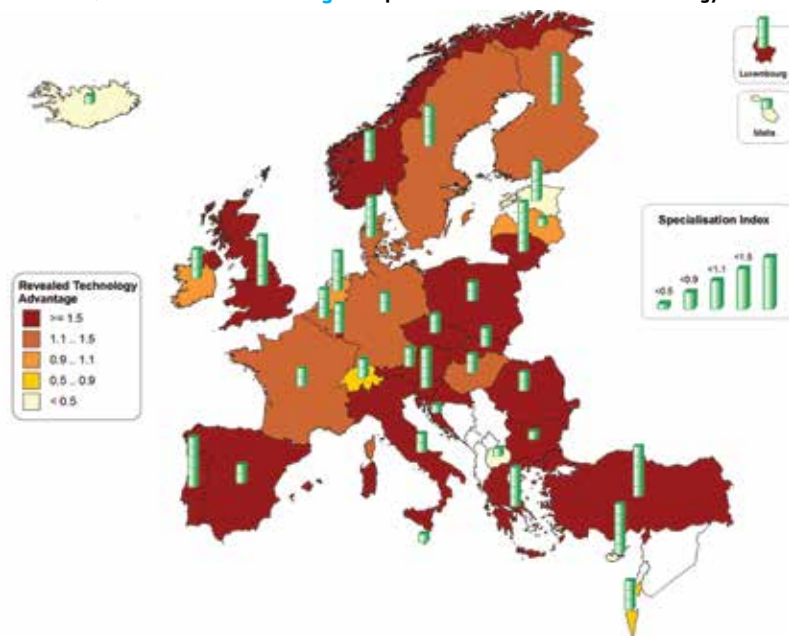 Luxembourg
Malta
Specialisation Index
<0.5
<0.9
<1.1
<1.5
Revealed Technology
Advantage
>= 1.5
1.1 .. 1.5
0.9 .. 1.1
0.5 .. 0.9
< 0.5